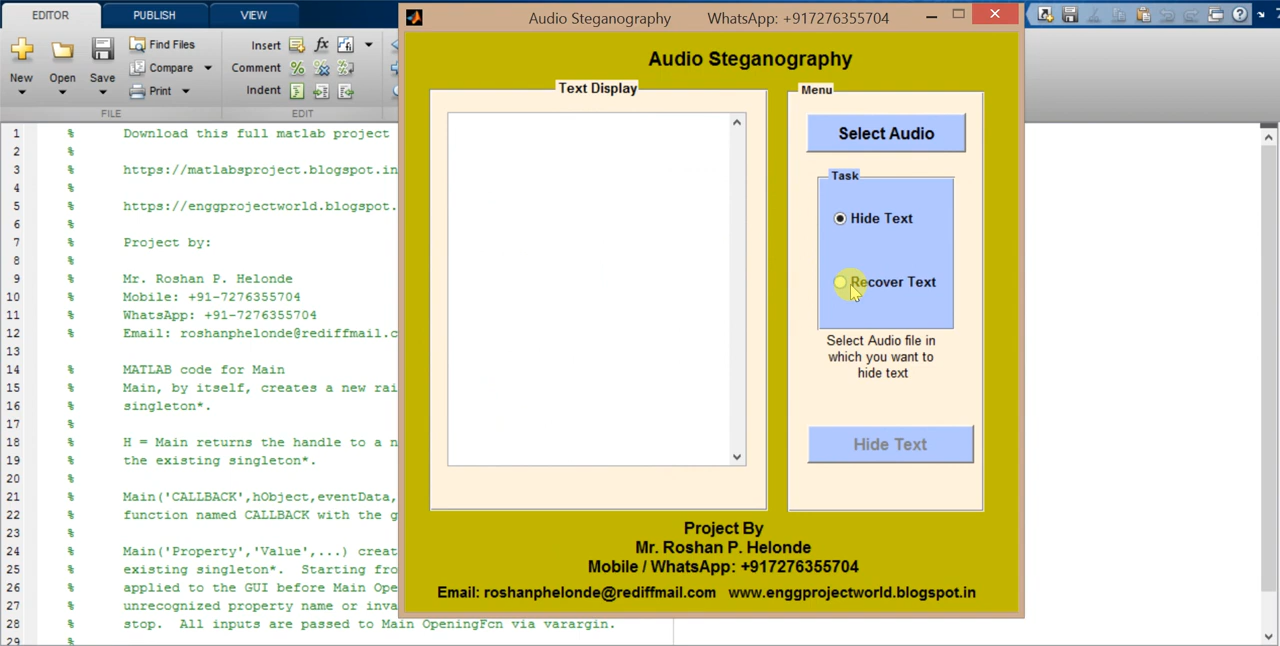 EDITOR
PUBLISH
VIEW
New
Open
Save
Find Files
Compare
Print
FILE
Insert
fx
Comment
Indent
EDIT
1 % Download this full matlab project
2 %
3 % https://matlabsproject.blogspot.in
4 %
5 % https://enggprojectworld.blogspot.
6 %
7 % Project by:
8 %
9 % Mr. Roshan P. Helonde
10 % Mobile: +91-7276355704
11 % WhatsApp: +91-7276355704
12 % Email: roshanphelonde@rediffmail.c
13
14 % MATLAB code for Main
15 % Main, by itself, creates a new rai
16 % singleton*.
17 %
18 % H = Main returns the handle to a n
19 % the existing singleton*.
20 %
21 % Main('CALLBACK',hObject,eventData,
22 % function named CALLBACK with the g
23 %
24 % Main('Property','Value',...) creat
25 % existing singleton*. Starting fro
26 % applied to the GUI before Main Ope
27 % unrecognized property name or inva
28 % stop. All inputs are passed to Main OpeningFcn via varargin.
29 %
Audio Steganography WhatsApp: +917276355704
Audio Steganography
Text Display
Menu
Select Audio
Task
Hide Text
Recover Text
Select Audio file in
which you want to
hide text
Hide Text
Project By
Mr. Roshan P. Helonde
Mobile / WhatsApp: +917276355704
Email: roshanphelonde@rediffmail.com www.enggprojectworld.blogspot.in